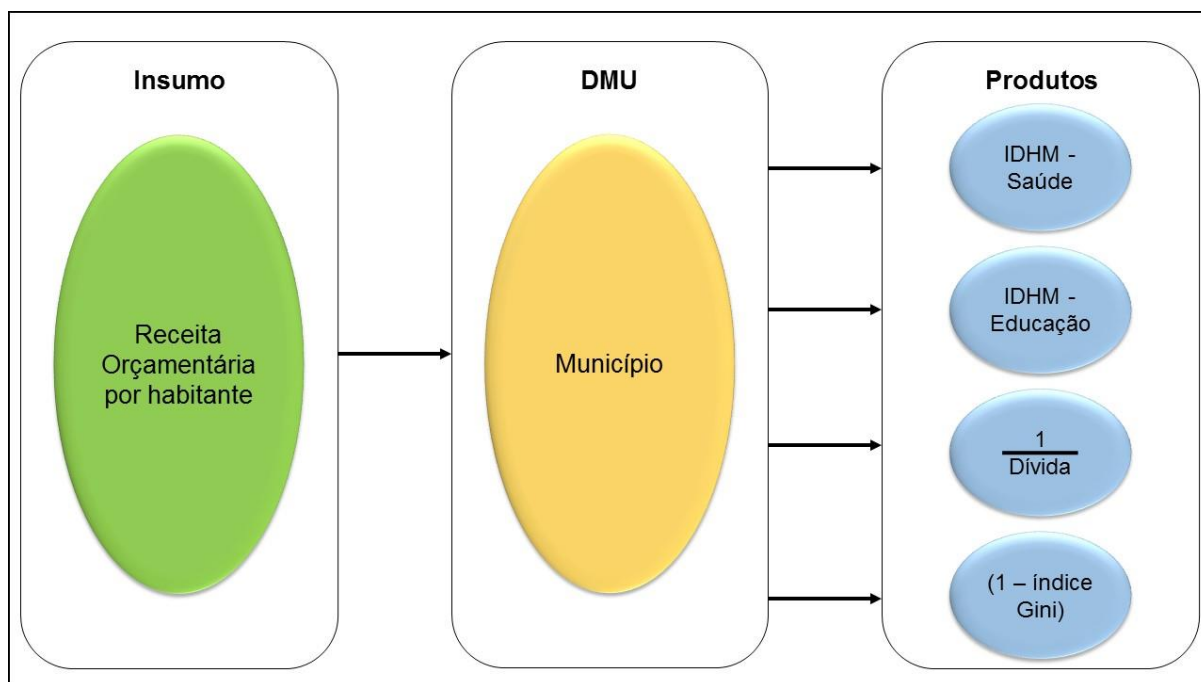 Insumo
Receita
Orçamentária
por habitante
DMU
Município
Produtos
IDHM -
Saúde
IDHM -
Educação
1
Dívida
(1 – índice
Gini)